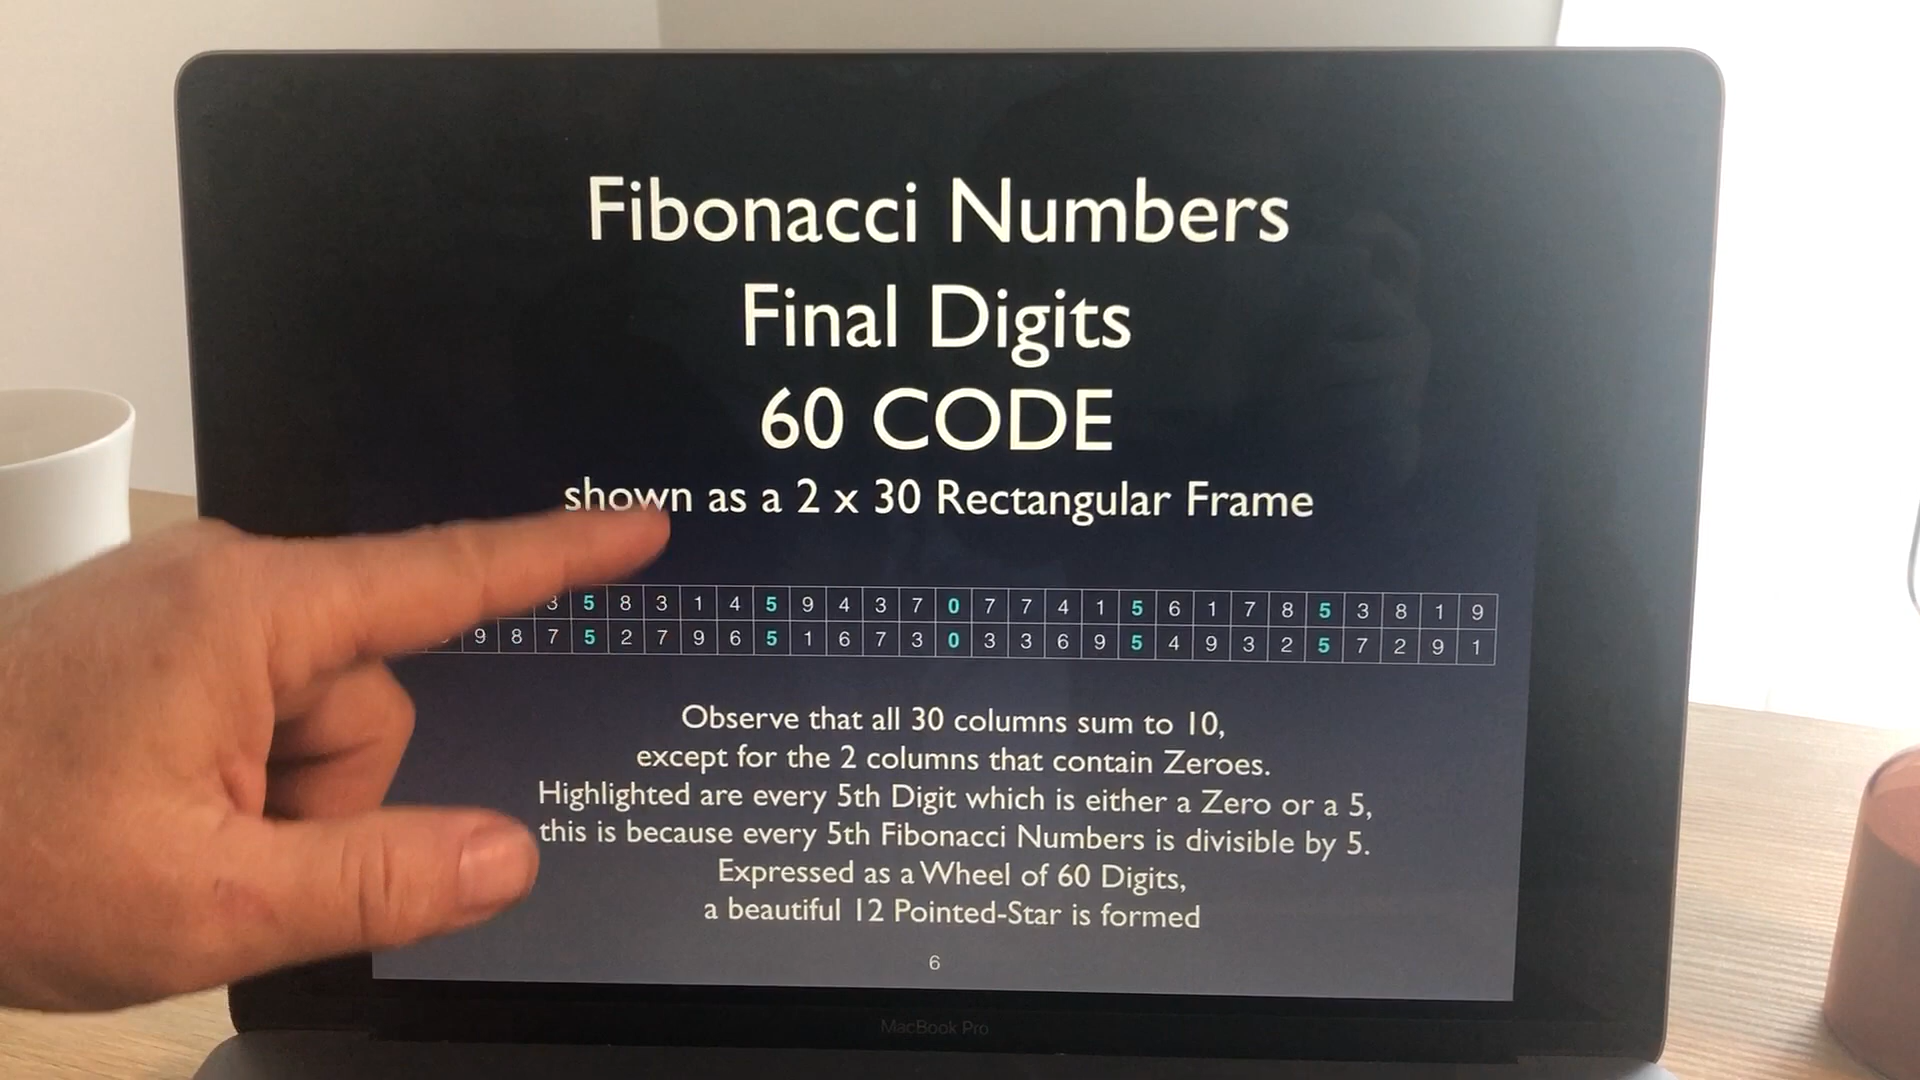 Fibonacci Numbers
Final Digits
60 CODE
shown as a 2 x 30 Rectangular Frame
3 5 8 3 1 4 5 9 4 3 7 0 7 7 4 1 5 6 1 7 8 5 3 8 1 9
9 8 7 5 2 7 9 6 5 1 6 7 3 0 3 3 6 9 5 4 9 3 2 5 7 2 9 1
Observe that all 30 columns sum to 10,
except for the 2 columns that contain Zeroes.
Highlighted are every 5th Digit which is either a Zero or a 5,
this is because every 5th Fibonacci Numbers is divisible by 5.
Expressed as a Wheel of 60 Digits,
a beautiful 12 Pointed-Star is formed
6
MacBook Pro